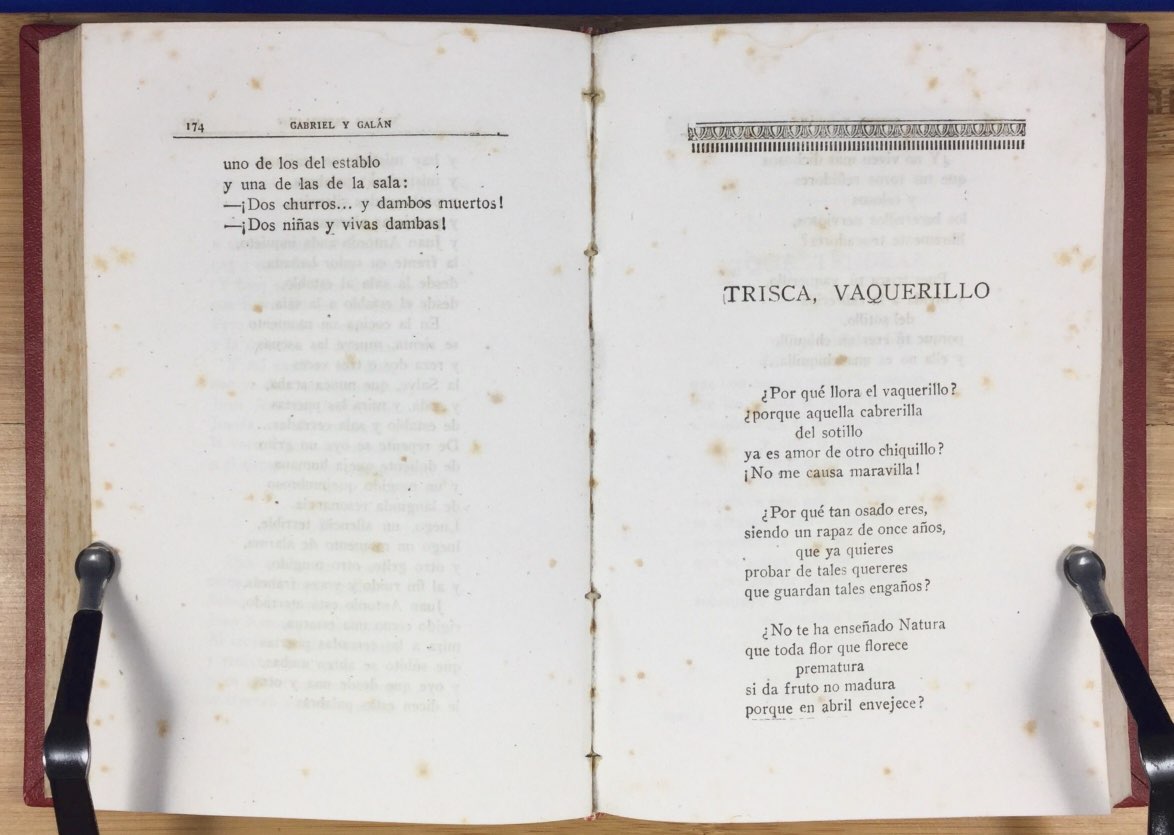 174
GABRIEL Y GALÁN
uno de los del establo
y una de las de la sala:
—¡Dos churros... y dambos muertos!
—¡Dos niñas y vivas dambas!
TRISCA, VAQUERILLO
¿Por qué llora el vaquerillo?
¿porque aquella cabrerilla
del sotillo
ya es amor de otro chiquillo?
¡No me causa maravilla!
¿Por qué tan osado eres,
siendo un rapaz de once años,
que ya quieres
probar de tales quereres
que guardan tales engaños?
¿No te ha enseñado Natura
que toda flor que florece
prematura
si da fruto no madura
porque en abril envejece?